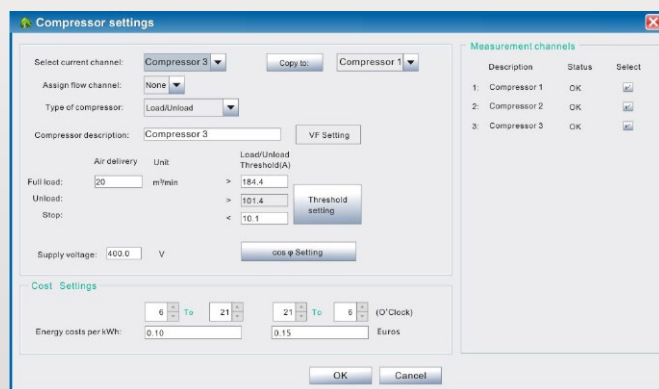 Compressor settings
Select current channel: Compressor 3 Copy to: Compressor 1
Assign flow channel: None
Type of compressor: Load/Unload
Compressor description: Compressor 3 VF Setting
Air delivery Unit Load/Unload Threshold(A)
Full load: 20 m³/min > 184.4
Unload: > 101.4 Threshold setting
Stop: < 10.1
Supply voltage: 400.0 V cos φ Setting
Cost Settings
6 To 21 21 To 6 (O'Clock)
Energy costs per kWh: 0.10 0.15 Euros
OK Cancel
Measurement channels
Description Status Select
1: Compressor 1 OK
2: Compressor 2 OK
3: Compressor 3 OK